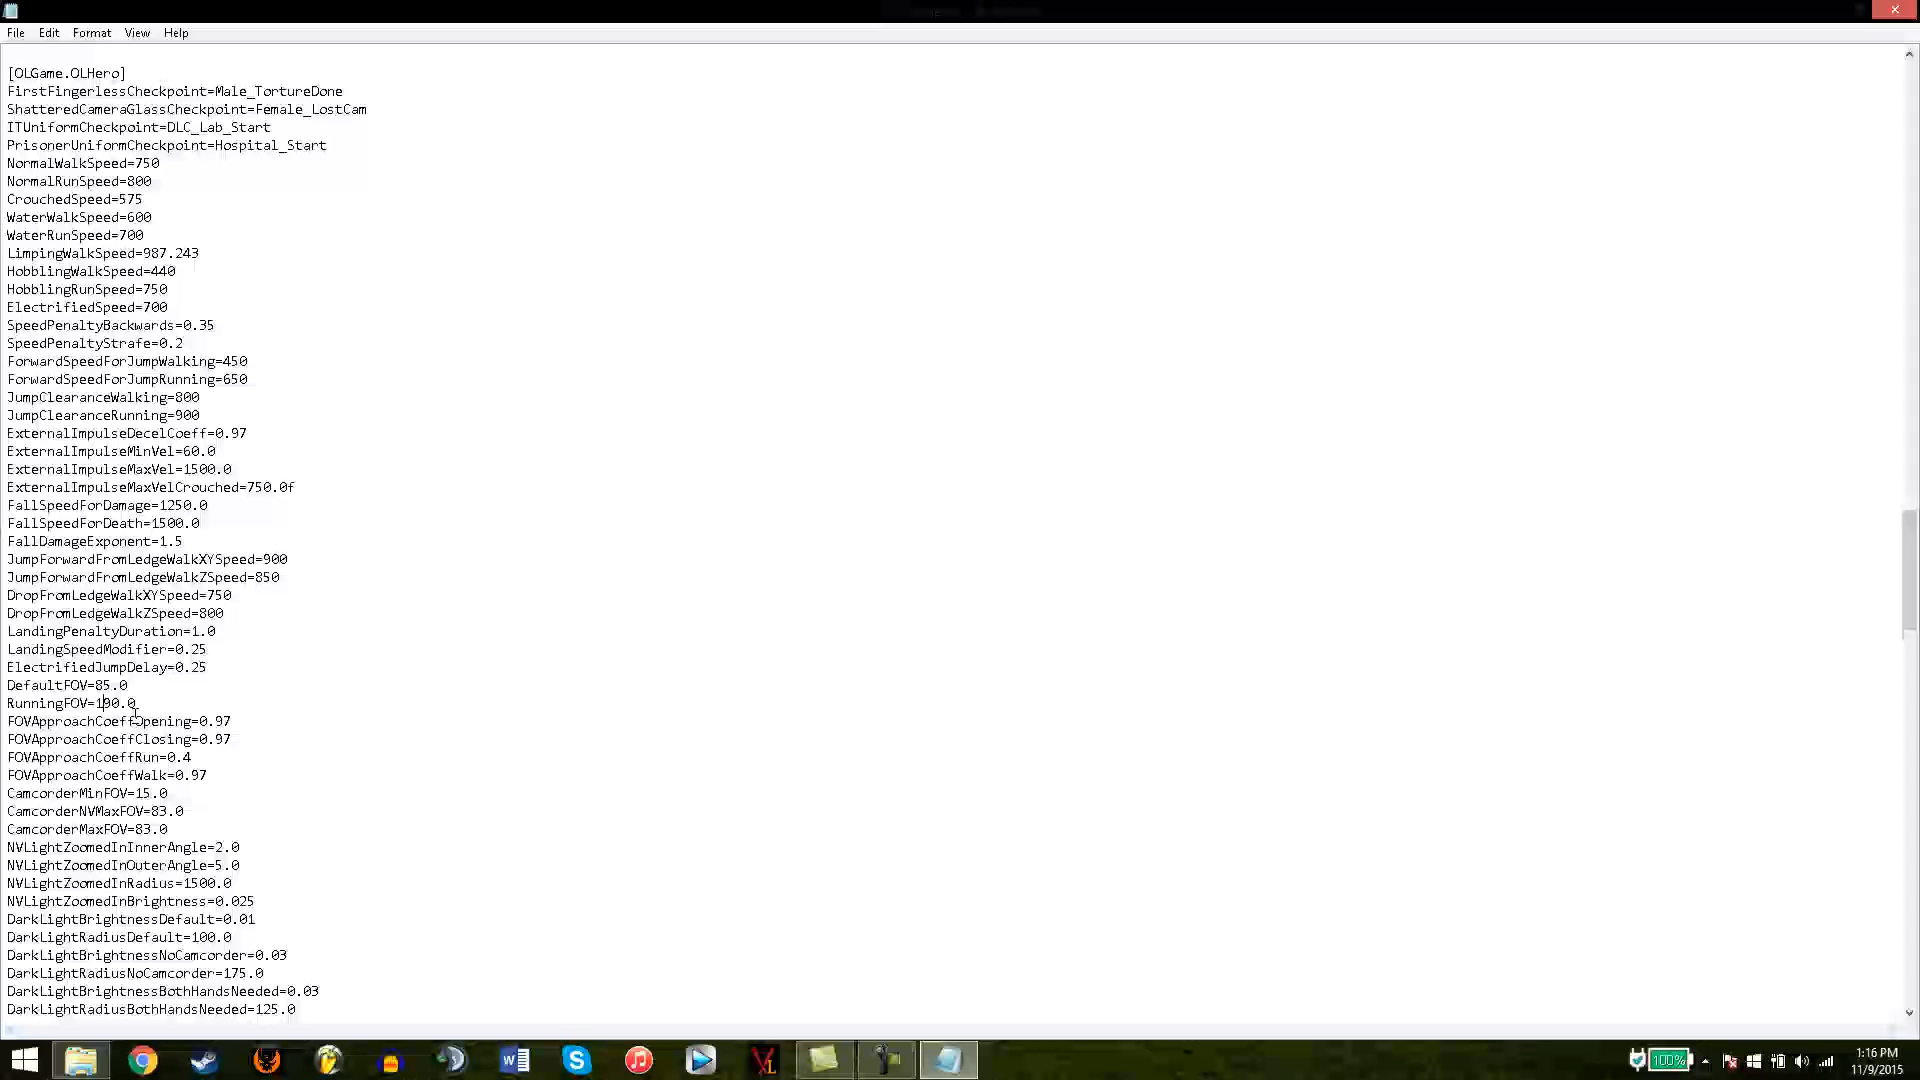 File Edit Format View Help
[OLGame.OLHero]
FirstFingerlessCheckpoint=Male_TortureDone
ShatteredCameraGlassCheckpoint=Female_LostCam
ITUniformCheckpoint=DLC_Lab_Start
PrisonerUniformCheckpoint=Hospital_Start
NormalWalkSpeed=750
NormalRunSpeed=800
CrouchedSpeed=575
WaterWalkSpeed=600
WaterRunSpeed=700
LimpingWalkSpeed=987.243
HobblingWalkSpeed=440
HobblingRunSpeed=750
ElectrifiedSpeed=700
SpeedPenaltyBackwards=0.35
SpeedPenaltyStrafe=0.2
ForwardSpeedForJumpWalking=450
ForwardSpeedForJumpRunning=650
JumpClearanceWalking=800
JumpClearanceRunning=900
ExternalImpulseDecelCoeff=0.97
ExternalImpulseMinVel=60.0
ExternalImpulseMaxVel=1500.0
ExternalImpulseMaxVelCrouched=750.0f
FallSpeedForDamage=1250.0
FallSpeedForDeath=1500.0
FallDamageExponent=1.5
JumpForwardFromLedgeWalkXYSpeed=900
JumpForwardFromLedgeWalkZSpeed=850
DropFromLedgeWalkXYSpeed=750
DropFromLedgeWalkZSpeed=800
LandingPenaltyDuration=1.0
LandingSpeedModifier=0.25
ElectrifiedJumpDelay=0.25
DefaultFOV=85.0
RunningFOV=190.0
FOVApproachCoeffOpening=0.97
FOVApproachCoeffClosing=0.97
FOVApproachCoeffRun=0.4
FOVApproachCoeffWalk=0.97
CamcorderMinFOV=15.0
CamcorderNVMaxFOV=83.0
CamcorderMaxFOV=83.0
NVLightZoomedInInnerAngle=2.0
NVLightZoomedInOuterAngle=5.0
NVLightZoomedInRadius=1500.0
NVLightZoomedInBrightness=0.025
DarkLightBrightnessDefault=0.01
DarkLightRadiusDefault=100.0
DarkLightBrightnessNoCamcorder=0.03
DarkLightRadiusNoCamcorder=175.0
DarkLightBrightnessBothHandsNeeded=0.03
DarkLightRadiusBothHandsNeeded=125.0
100%
1:16 PM
11/9/2015